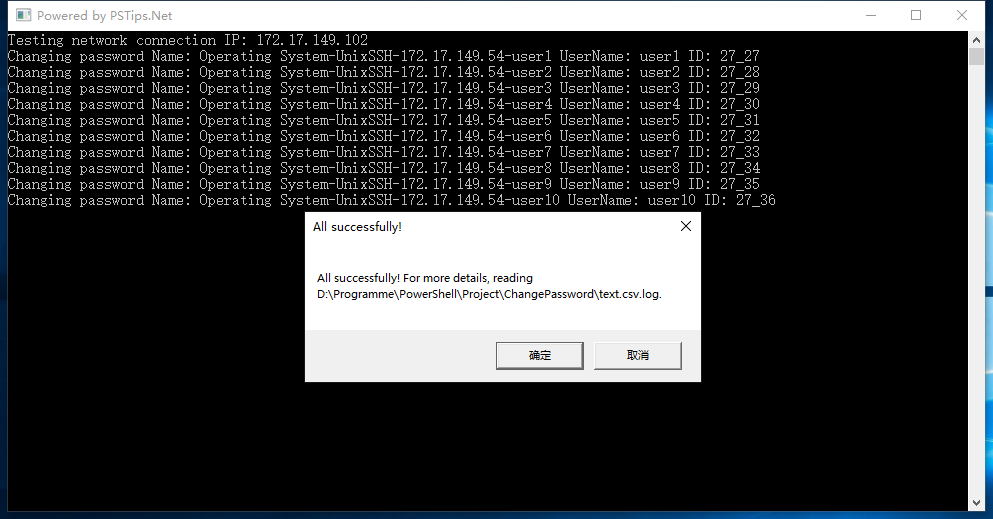 Powered by PSTips.Net
Testing network connection IP: 172.17.149.102
Changing password Name: Operating System-UnixSSH-172.17.149.54-user1 UserName: user1 ID: 27_27
Changing password Name: Operating System-UnixSSH-172.17.149.54-user2 UserName: user2 ID: 27_28
Changing password Name: Operating System-UnixSSH-172.17.149.54-user3 UserName: user3 ID: 27_29
Changing password Name: Operating System-UnixSSH-172.17.149.54-user4 UserName: user4 ID: 27_30
Changing password Name: Operating System-UnixSSH-172.17.149.54-user5 UserName: user5 ID: 27_31
Changing password Name: Operating System-UnixSSH-172.17.149.54-user6 UserName: user6 ID: 27_32
Changing password Name: Operating System-UnixSSH-172.17.149.54-user7 UserName: user7 ID: 27_33
Changing password Name: Operating System-UnixSSH-172.17.149.54-user8 UserName: user8 ID: 27_34
Changing password Name: Operating System-UnixSSH-172.17.149.54-user9 UserName: user9 ID: 27_35
Changing password Name: Operating System-UnixSSH-172.17.149.54-user10 UserName: user10 ID: 27_36
All successfully!
All successfully! For more details, reading
D:\Programme\PowerShell\Project\ChangePassword\text.csv.log.
确定 取消